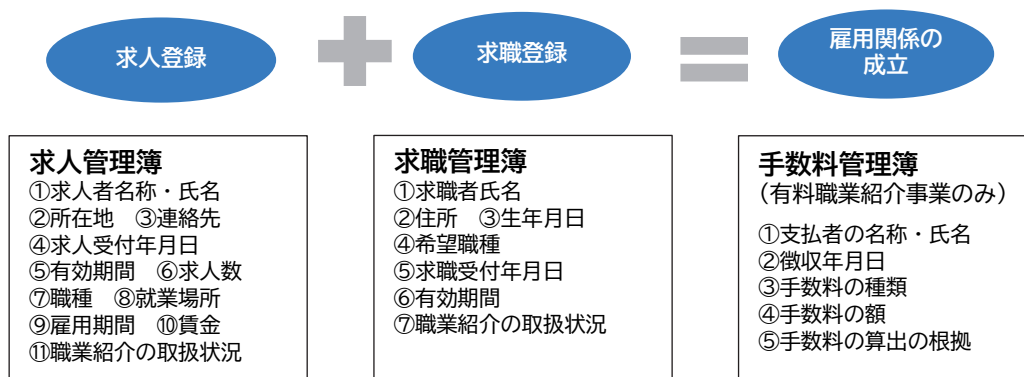 求人登録
求職登録
雇用関係の
成立
求人管理簿
①求人者名称・氏名
②所在地　③連絡先
④求人受付年月日
⑤有効期間　⑥求人数
⑦職種　⑧就業場所
⑨雇用期間　⑩賃金
⑪職業紹介の取扱状況
求職管理簿
①求職者氏名
②住所　③生年月日
④希望職種
⑤求職受付年月日
⑥有効期間
⑦職業紹介の取扱状況
手数料管理簿
（有料職業紹介事業のみ）
①支払者の名称・氏名
②徴収年月日
③手数料の種類
④手数料の額
⑤手数料の算出の根拠